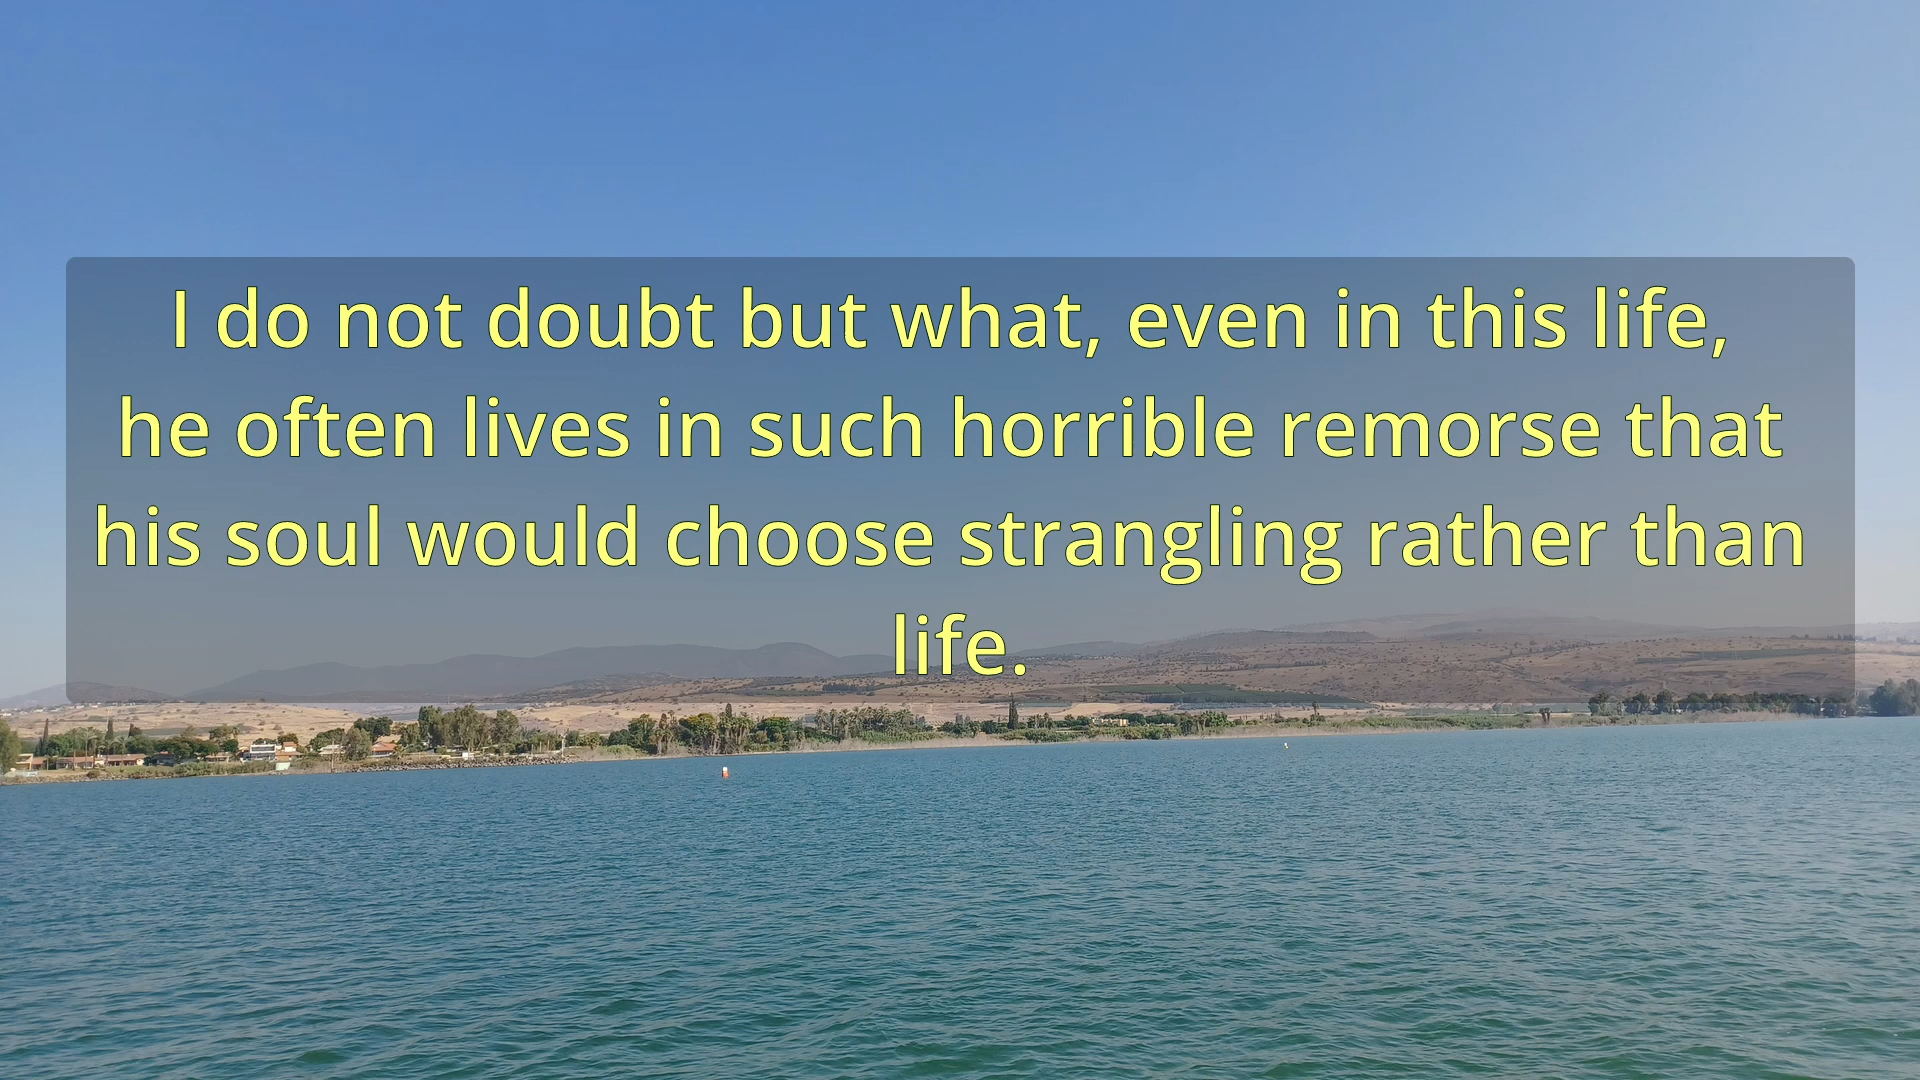 I do not doubt but what, even in this life,
he often lives in such horrible remorse that
his soul would choose strangling rather than
life.